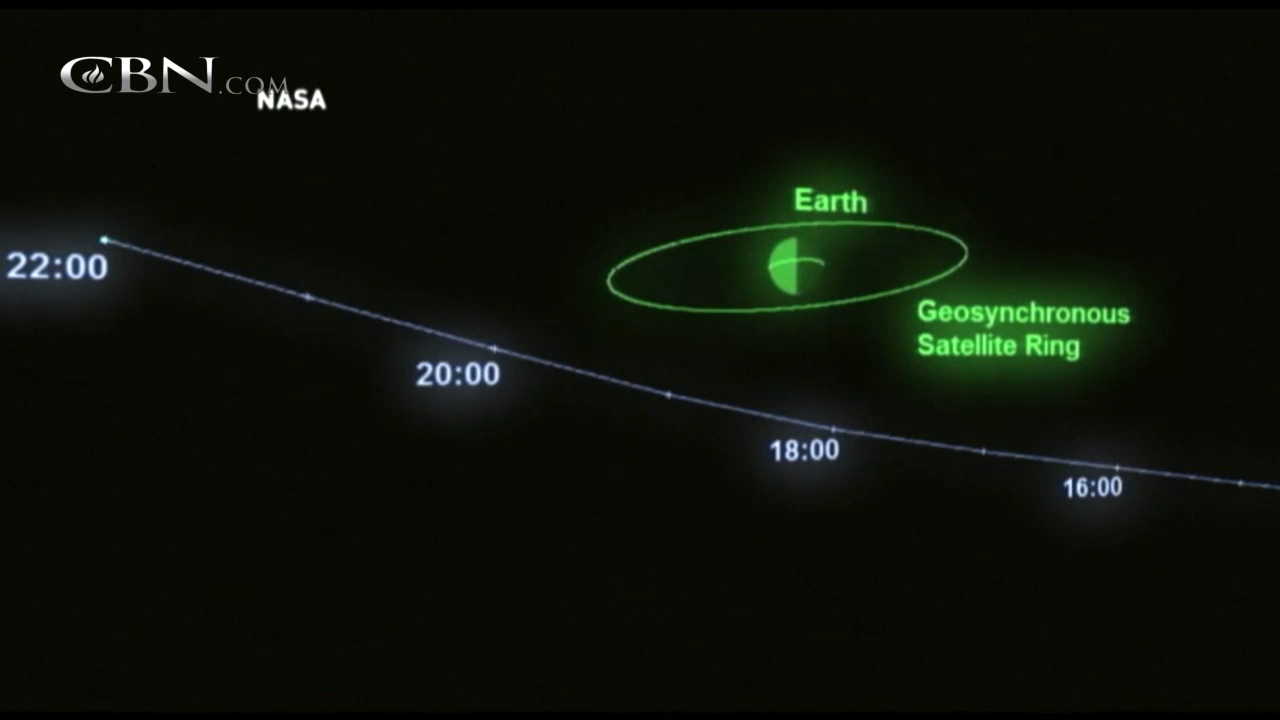 CBN.COM
NASA
Earth
22:00
Geosynchronous
Satellite Ring
20:00
18:00
16:00